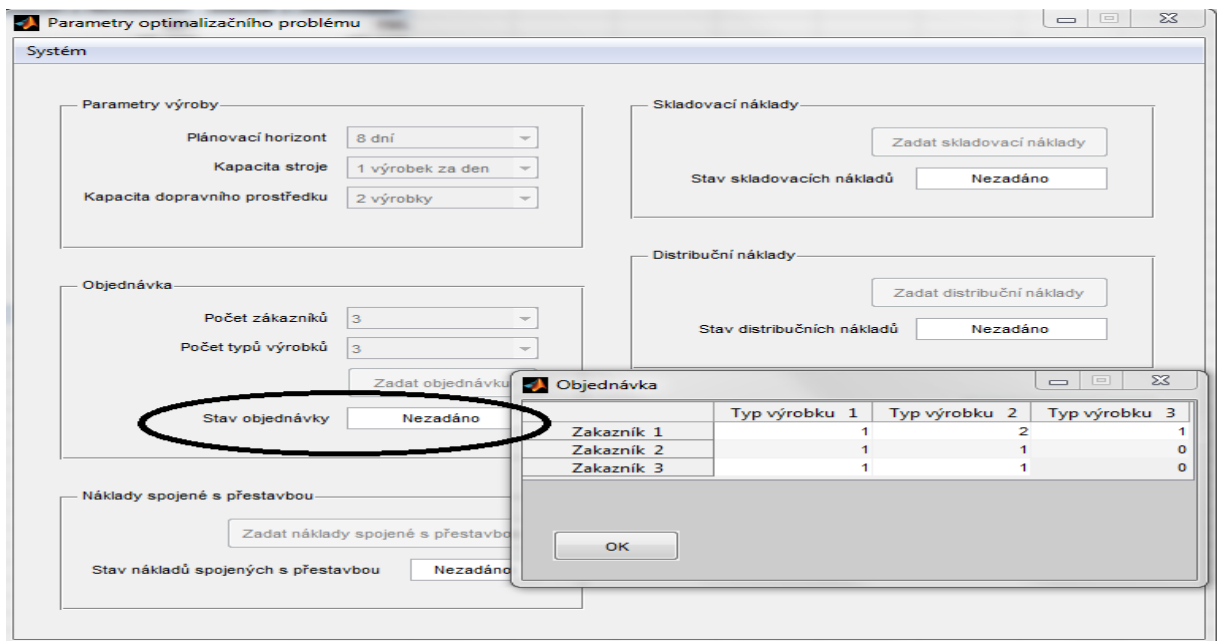 Parametry optimalizačního problému
Systém
Parametry výroby
Plánovací horizont 8 dní
Kapacita stroje 1 výrobek za den
Kapacita dopravního prostředku 2 výrobky
Skladovací náklady
Zadat skladovací náklady
Stav skladovacích nákladů Nezadáno
Distribuční náklady
Zadat distribuční náklady
Stav distribučních nákladů Nezadáno
Objednávka
Počet zákazníků 3
Počet typů výrobků 3
Zadat objednávku
Stav objednávky Nezadáno
Náklady spojené s přestavbou
Zadat náklady spojené s přestavbo
Stav nákladů spojených s přestavbou Nezadáno
Objednávka
Typ výrobku 1 Typ výrobku 2 Typ výrobku 3
Zakazník 1 1 2 1
Zakazník 2 1 1 0
Zakazník 3 1 1 0
OK